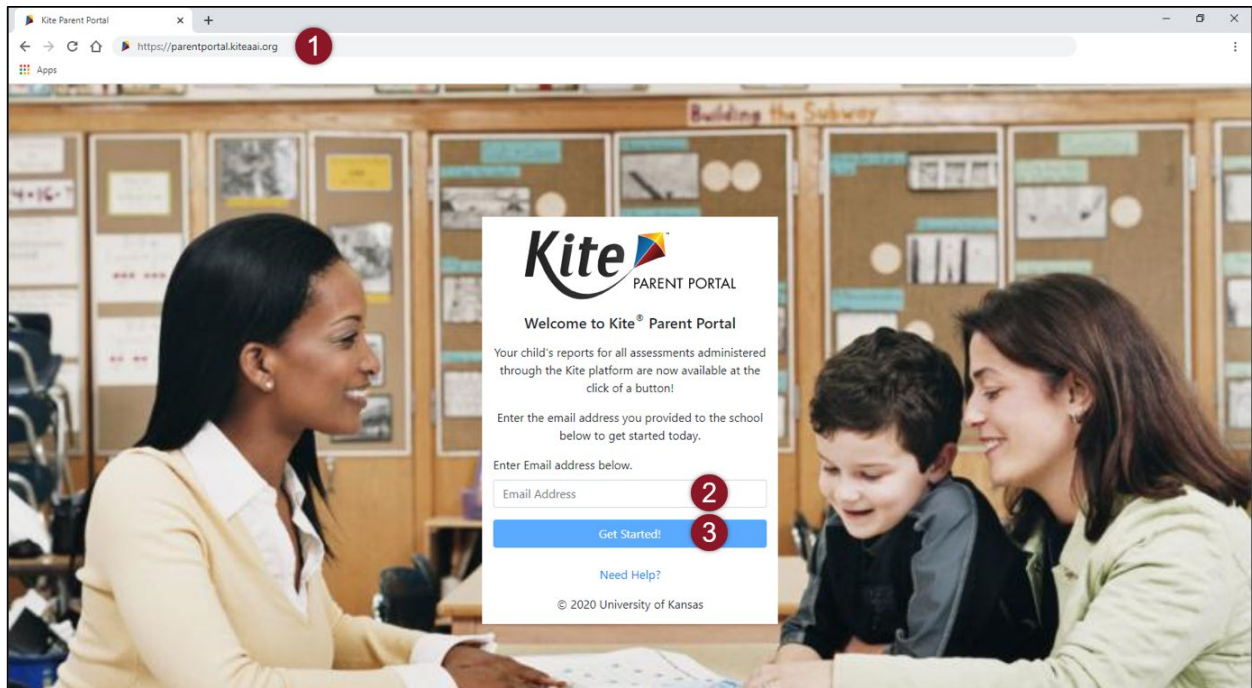 Kite Parent Portal
https://parentportal.kiteaai.org
1
Apps
Building the Subway
4+16=
Kite™
PARENT PORTAL
Welcome to Kite® Parent Portal
Your child's reports for all assessments administered
through the Kite platform are now available at the
click of a button!
Enter the email address you provided to the school
below to get started today.
Enter Email address below.
Email Address
2
Get Started!
3
Need Help?
© 2020 University of Kansas